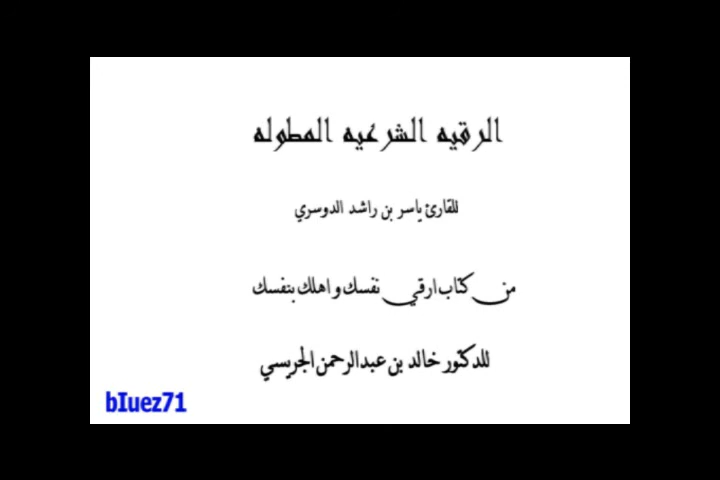 الرقيه الشرعيه المطوله
للقارئ ياسر بن راشد الدوسري
من كتاب ارقي نفسك و اهلك بنفسك
للدكتور خالد بن عبدالرحمن الجريسي
bIuez71